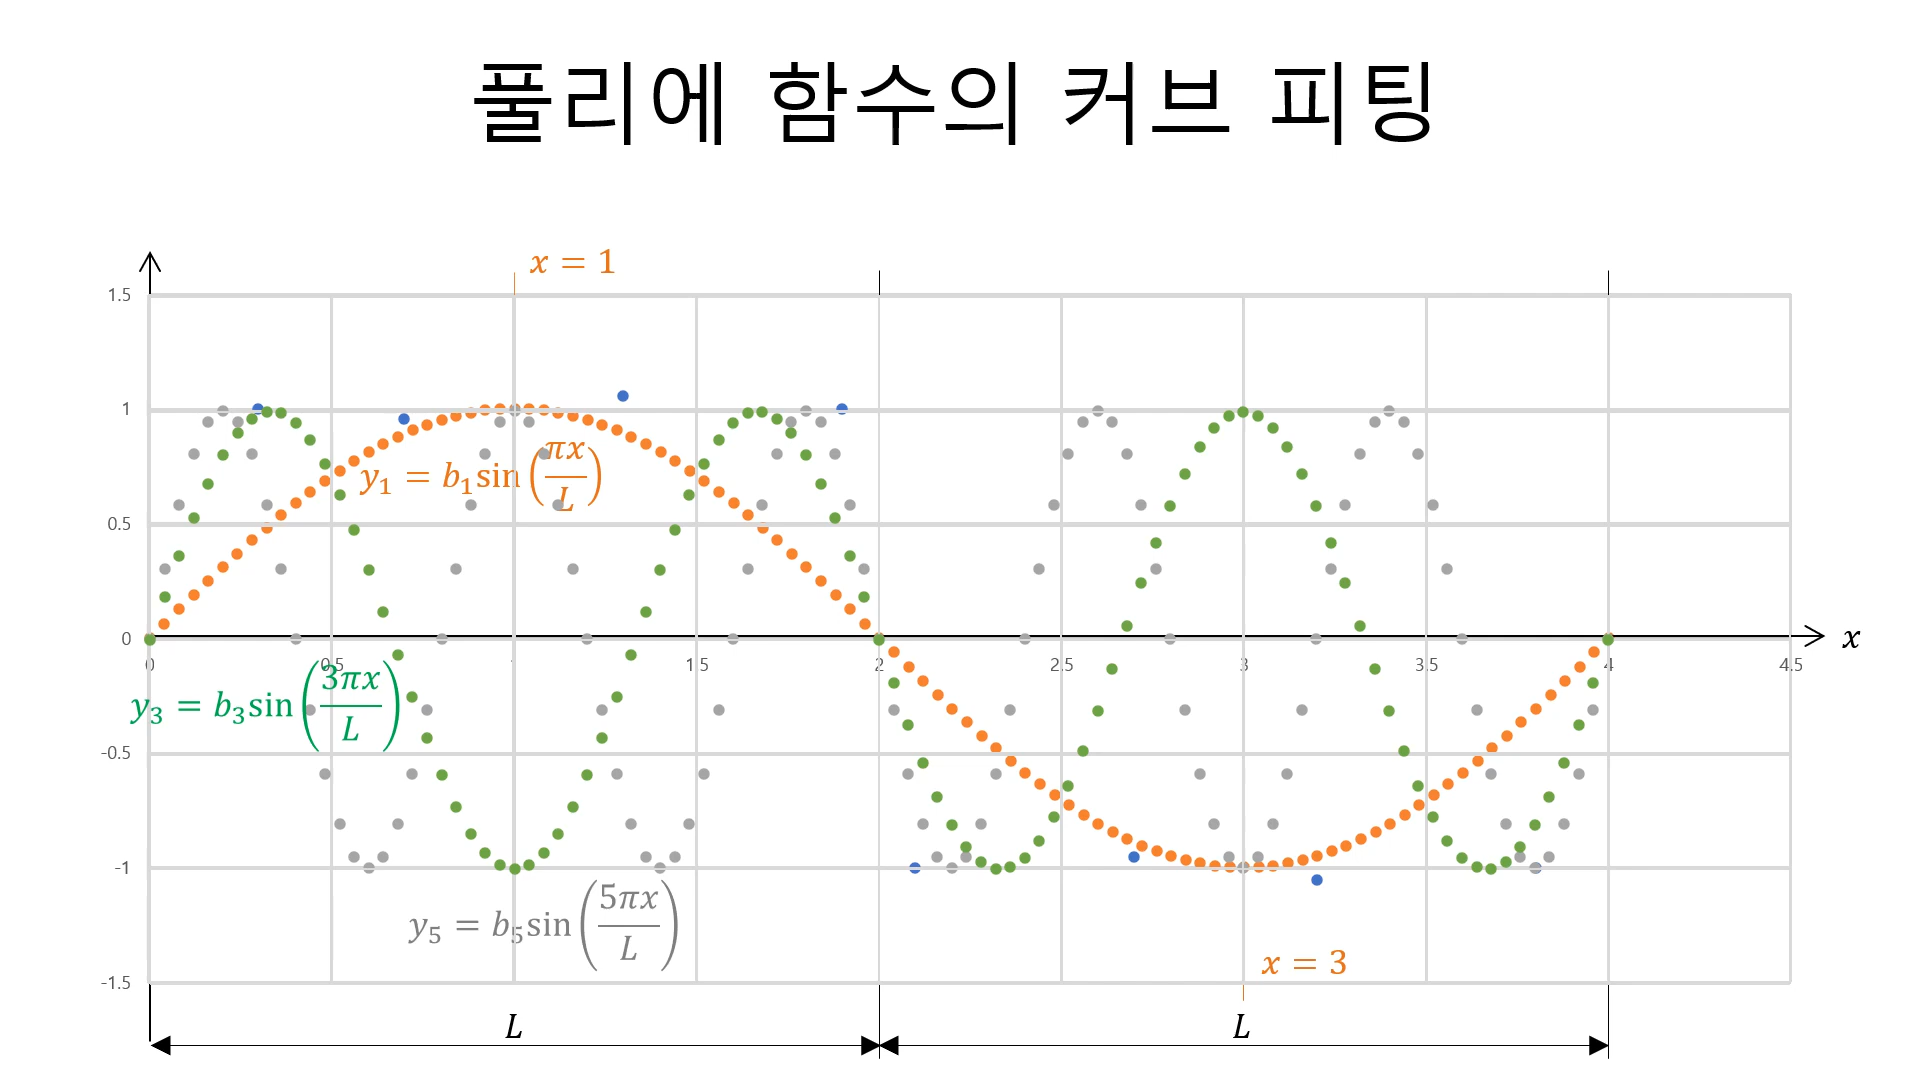 풀리에 함수의 커브 피팅
x = 1
1.5
1
y₁ = b₁sin(πx/L)
0.5
0
x
0 0.5 1 1.5 2 2.5 3 3.5 4 4.5
y₃ = b₃sin(3πx/L)
-0.5
-1
y₅ = b₅sin(5πx/L)
x = 3
-1.5
L L